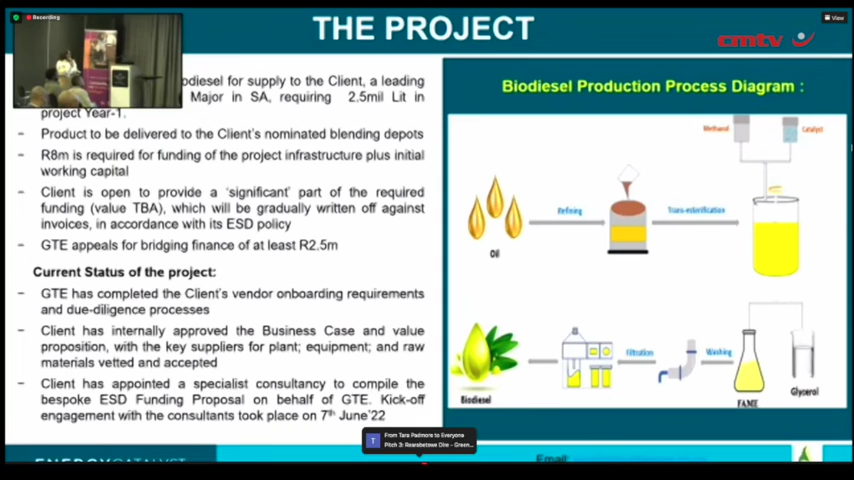 Recording
THE PROJECT
View
cmtv
biodiesel for supply to the Client, a leading
Major in SA, requiring 2.5mil Lit in
project Year-1.
- Product to be delivered to the Client's nominated blending depots
- R8m is required for funding of the project infrastructure plus initial
working capital
- Client is open to provide a 'significant' part of the required
funding (value TBA), which will be gradually written off against
invoices, in accordance with its ESD policy
- GTE appeals for bridging finance of at least R2.5m
Current Status of the project:
- GTE has completed the Client's vendor onboarding requirements
and due-diligence processes
- Client has internally approved the Business Case and value
proposition, with the key suppliers for plant; equipment; and raw
materials vetted and accepted
- Client has appointed a specialist consultancy to compile the
bespoke ESD Funding Proposal on behalf of GTE. Kick-off
engagement with the consultants took place on 7th June'22
Biodiesel Production Process Diagram :
Methanol
Catalyst
Refining
Trans-esterification
Oil
Filtration
Washing
Biodiesel
FAME
Glycerol
T
From Tara Padmore to Everyone
Pitch 3: Rearabetswe Dire - Green...
ENERGYCATALYST
Email: